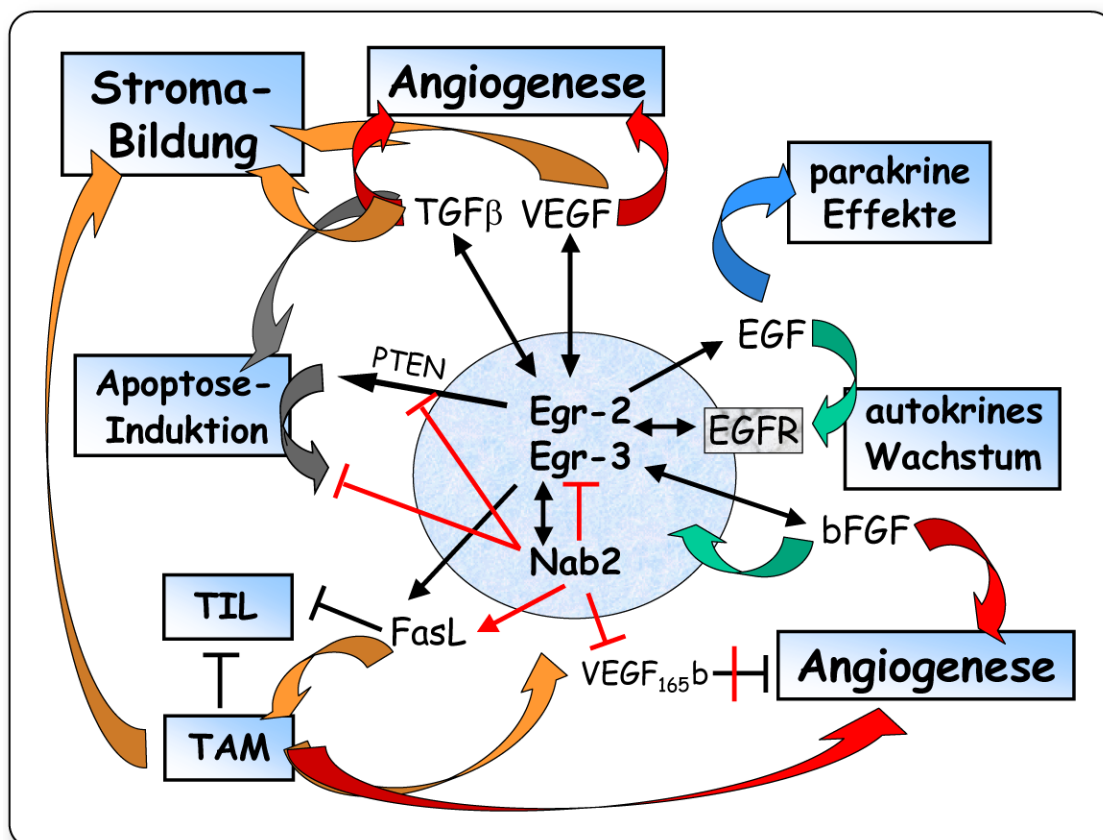 Stroma-
Bildung
Angiogenese
parakrine
Effekte
TGFβ
VEGF
EGF
PTEN
Apoptose-
Induktion
Egr-2
Egr-3
EGFR
autokrines
Wachstum
bFGF
Nab2
TIL
FasL
VEGF₁₆₅b
Angiogenese
TAM